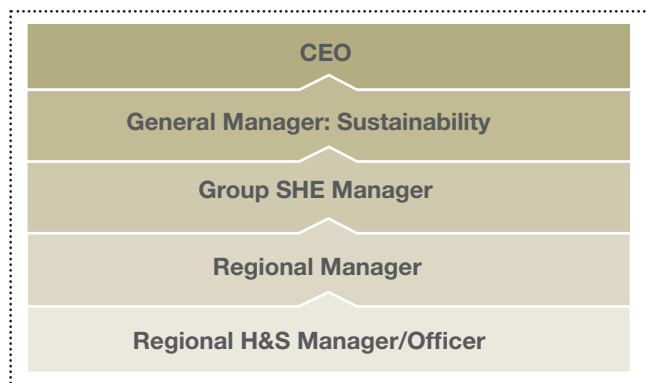 CEO
General Manager: Sustainability
Group SHE Manager
Regional Manager
Regional H&S Manager/Officer